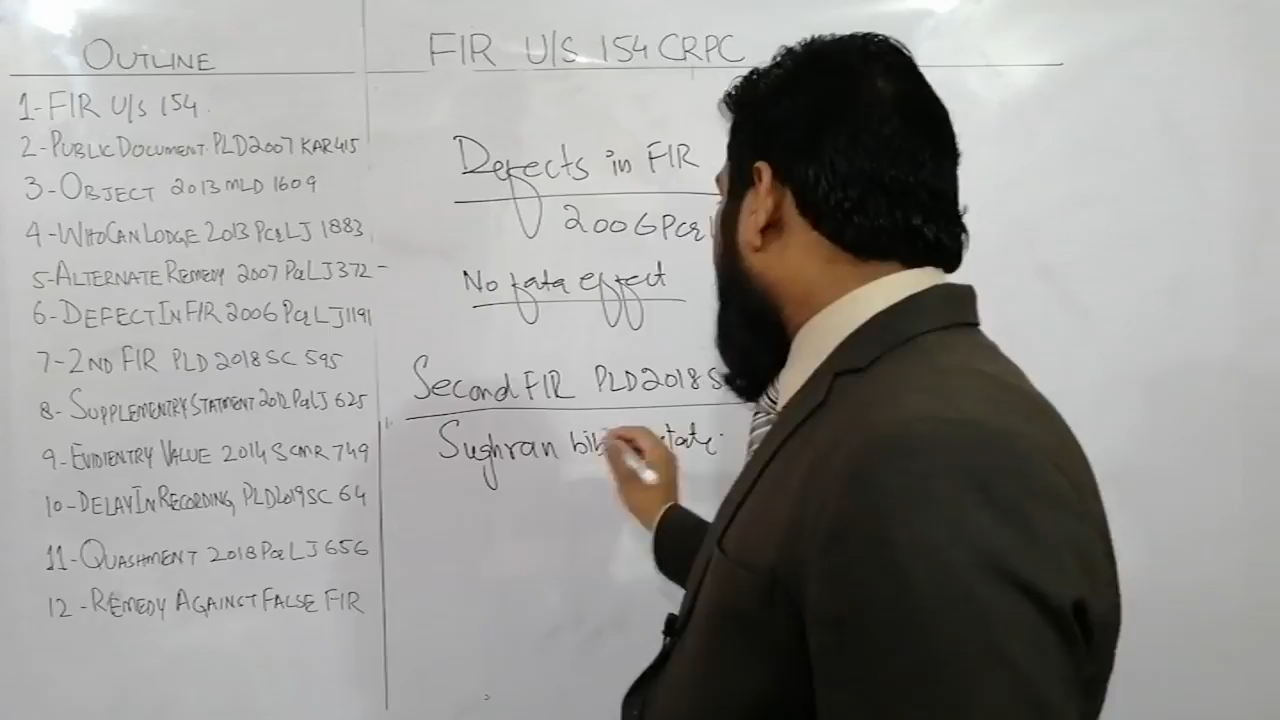 OUTLINE
1-FIR U/s 154.
2-PUBLIC DOCUMENT. PLD 2007 KAR 415
3-OBJECT 2013 MLD 1609
4-WHO CAN LODGE 2013 PCRLJ 1883
5-ALTERNATE REMEDY 2007 PCRLJ 372-
6-DEFECT IN FIR 2006 PCRLJ 1191
7-2ND FIR PLD 2018 SC 595
8-SUPPLEMENTRY STATMENT 2012 PCRLJ 625
9-EVIDIENTRY VALUE 2014 SCMR 749
10-DELAY IN RECORDING, PLD 2019 SC 64
11-QUASHMENT 2018 PCRLJ 656
12-REMEDY AGAINST FALSE FIR
FIR U/S 154 CRPC
Defects in FIR
2006 PCR
No fata effect
Second FIR PLD 2018 S
Sughran bibi state.